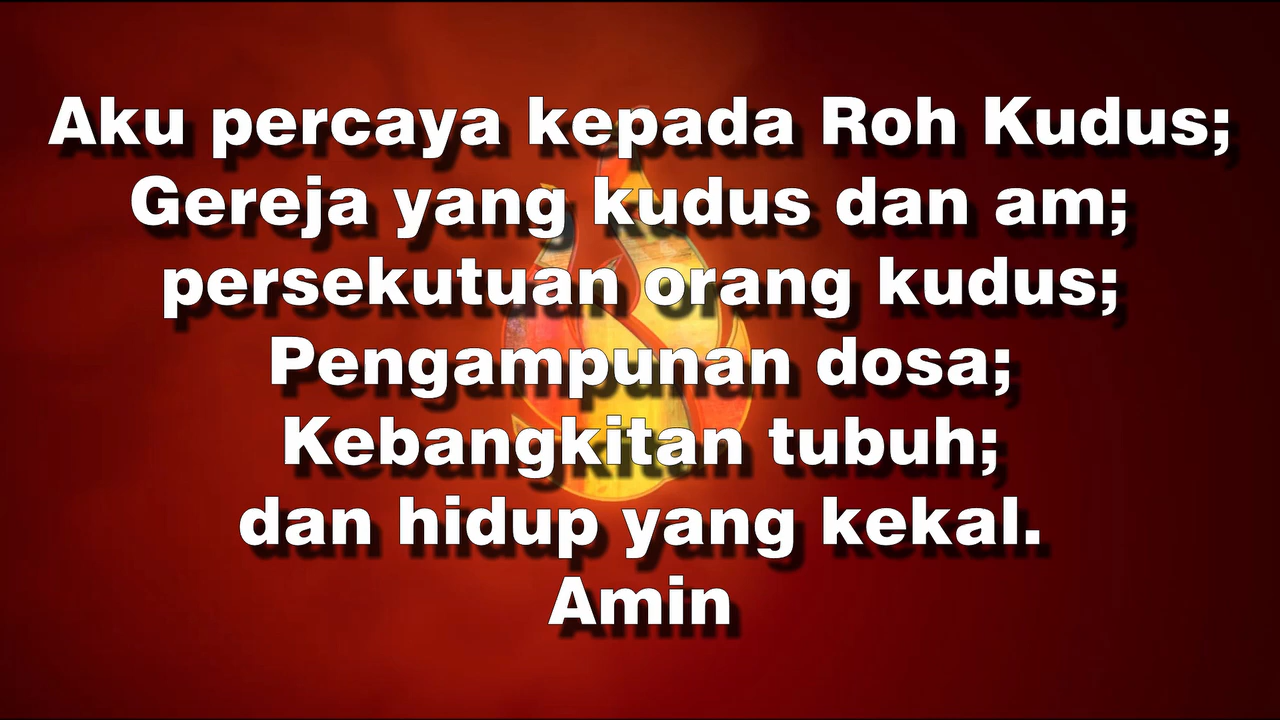 Aku percaya kepada Roh Kudus;
Gereja yang kudus dan am;
persekutuan orang kudus;
Pengampunan dosa;
Kebangkitan tubuh;
dan hidup yang kekal.
Amin